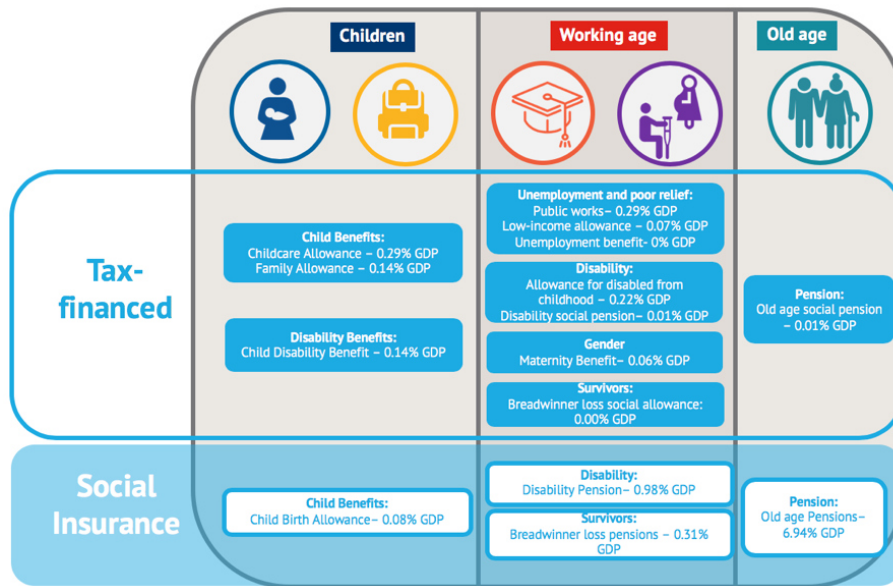 Children
Working age
Old age
Tax-
financed
Child Benefits:
Childcare Allowance – 0.29% GDP
Family Allowance – 0.14% GDP
Disability Benefits:
Child Disability Benefit – 0.14% GDP
Unemployment and poor relief:
Public works– 0.29% GDP
Low-income allowance – 0.07% GDP
Unemployment benefit- 0% GDP
Disability:
Allowance for disabled from
childhood – 0.22% GDP
Disability social pension– 0.01% GDP
Gender
Maternity Benefit– 0.06% GDP
Survivors:
Breadwinner loss social allowance:
0.00% GDP
Pension:
Old age social pension
– 0.01% GDP
Social
Insurance
Child Benefits:
Child Birth Allowance– 0.08% GDP
Disability:
Disability Pension– 0.98% GDP
Survivors:
Breadwinner loss pensions – 0.31%
GDP
Pension:
Old age Pensions–
6.94% GDP